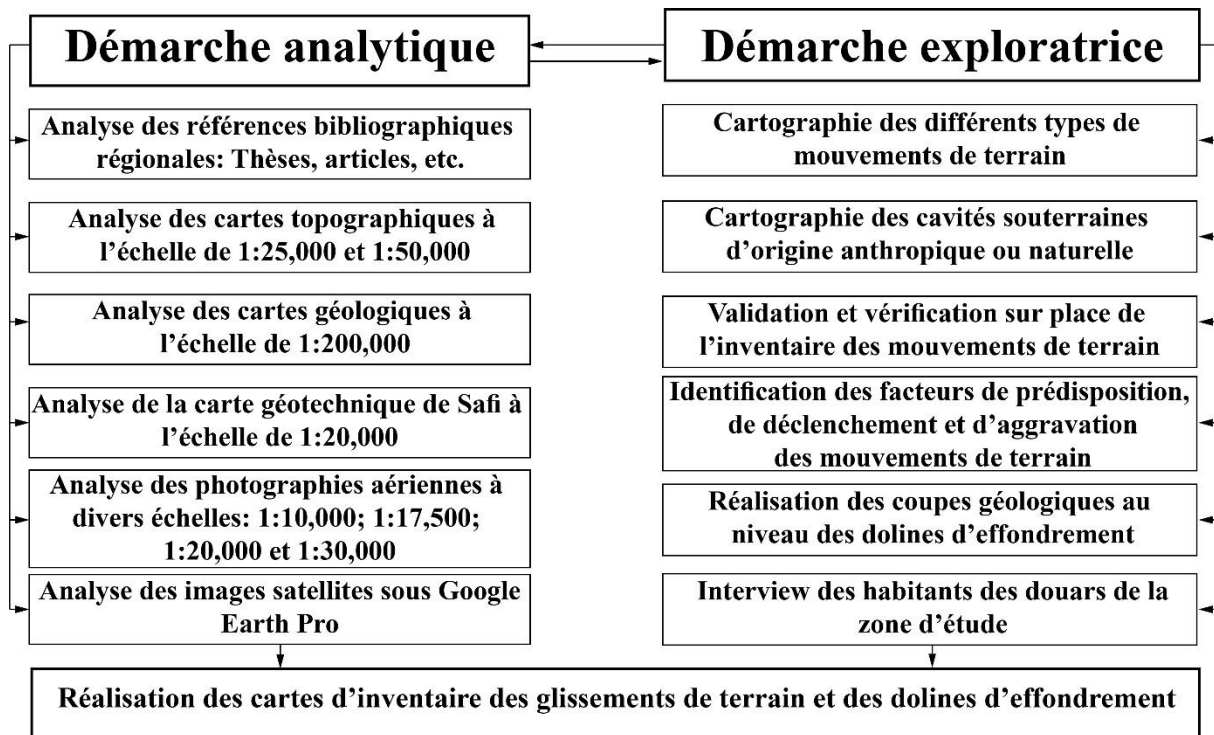 Démarche analytique
Analyse des références bibliographiques
régionales: Thèses, articles, etc.
Analyse des cartes topographiques à
l’échelle de 1:25,000 et 1:50,000
Analyse des cartes géologiques à
l’échelle de 1:200,000
Analyse de la carte géotechnique de Safi à
l’échelle de 1:20,000
Analyse des photographies aériennes à
divers échelles: 1:10,000; 1:17,500;
1:20,000 et 1:30,000
Analyse des images satellites sous Google
Earth Pro
Démarche exploratrice
Cartographie des différents types de
mouvements de terrain
Cartographie des cavités souterraines
d’origine anthropique ou naturelle
Validation et vérification sur place de
l’inventaire des mouvements de terrain
Identification des facteurs de prédisposition,
de déclenchement et d’aggravation
des mouvements de terrain
Réalisation des coupes géologiques au
niveau des dolines d’effondrement
Interview des habitants des douars de la
zone d’étude
Réalisation des cartes d’inventaire des glissements de terrain et des dolines d’effondrement